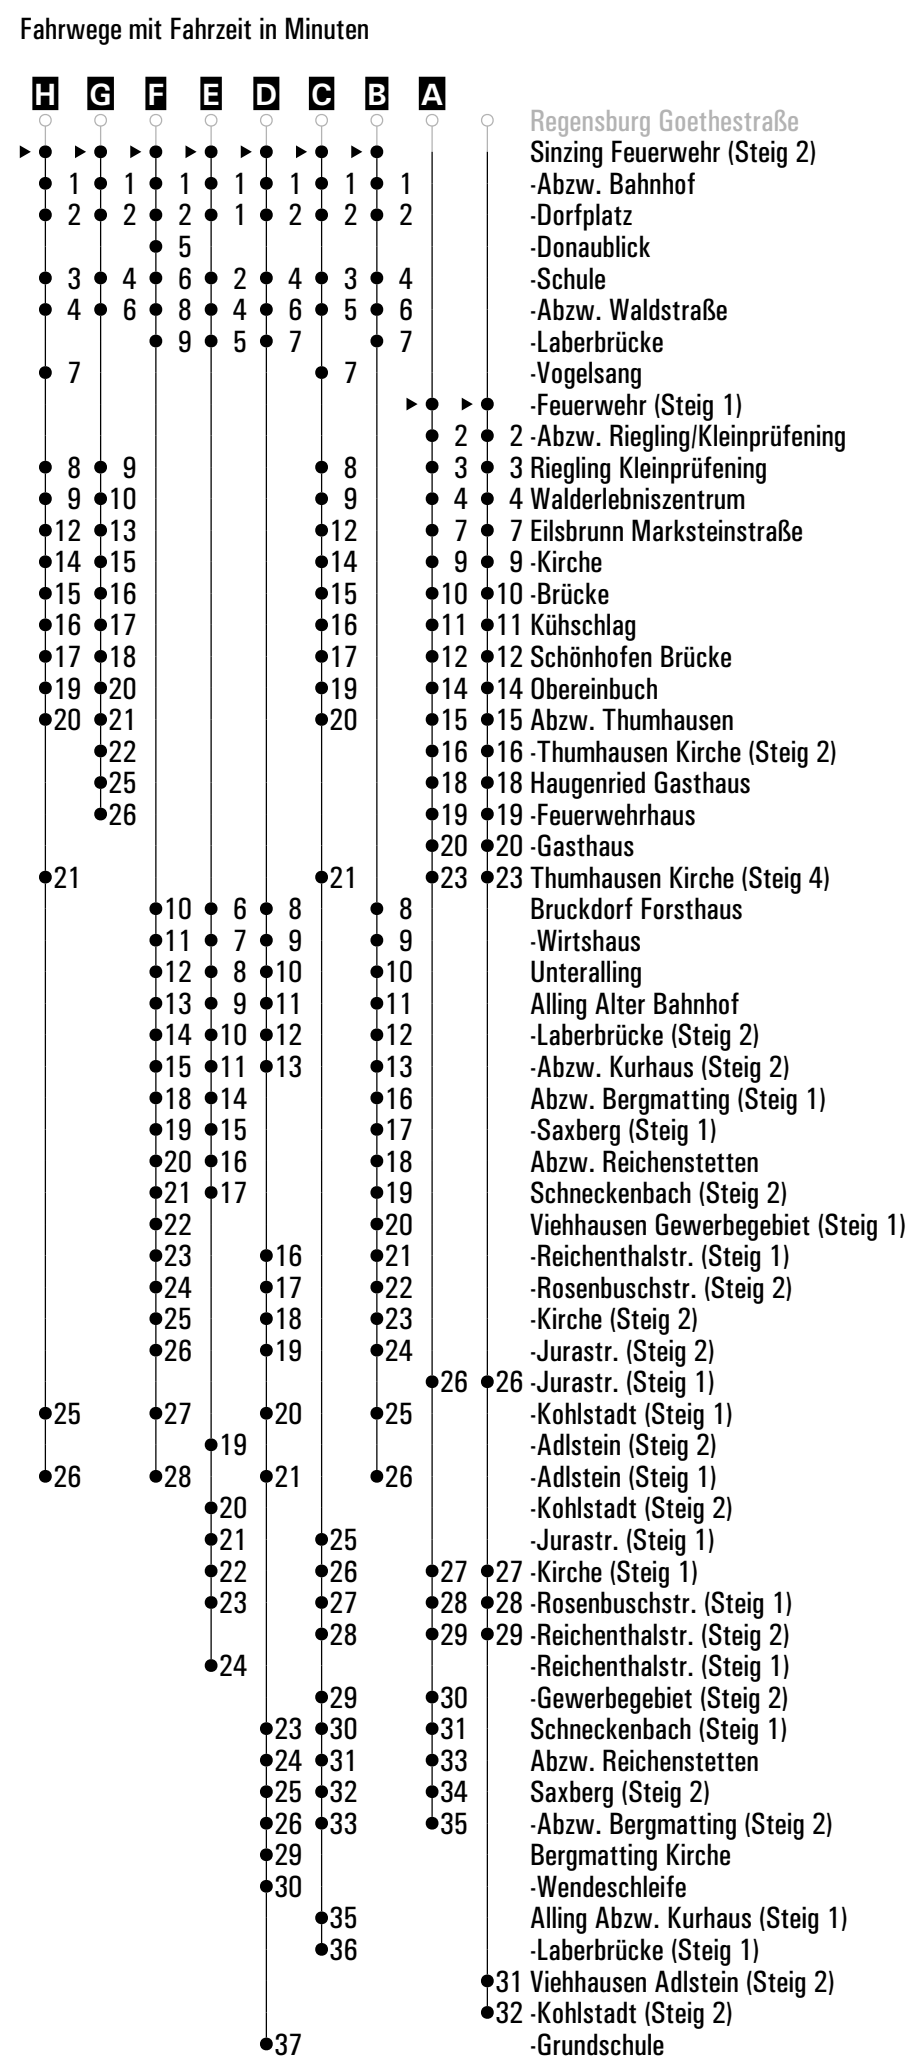 Fahrwege mit Fahrzeit in Minuten
H G F E D C B A
Regensburg Goethestraße
Sinzing Feuerwehr (Steig 2)
1 1 1 1 1 1 1 -Abzw. Bahnhof
2 2 2 1 2 2 2 -Dorfplatz
5 -Donaublick
3 4 6 2 4 3 4 -Schule
4 6 8 4 6 5 6 -Abzw. Waldstraße
9 5 7 7 -Laberbrücke
7 7 -Vogelsang
-Feuerwehr (Steig 1)
2 2 -Abzw. Riegling/Kleinprüfening
8 9 8 3 3 Riegling Kleinprüfening
9 10 9 4 4 Walderlebniszentrum
12 13 12 7 7 Eilsbrunn Marksteinstraße
14 15 14 9 9 -Kirche
15 16 15 10 10 -Brücke
16 17 16 11 11 Kühschlag
17 18 17 12 12 Schönhofen Brücke
19 20 19 14 14 Obereinbuch
20 21 20 15 15 Abzw. Thumhausen
22 16 16 -Thumhausen Kirche (Steig 2)
25 18 18 Haugenried Gasthaus
26 19 19 -Feuerwehrhaus
20 20 -Gasthaus
21 21 23 23 Thumhausen Kirche (Steig 4)
10 6 8 8 Bruckdorf Forsthaus
11 7 9 9 -Wirtshaus
12 8 10 10 Unteralling
13 9 11 11 Alling Alter Bahnhof
14 10 12 12 -Laberbrücke (Steig 2)
15 11 13 13 -Abzw. Kurhaus (Steig 2)
18 14 16 Abzw. Bergmatting (Steig 1)
19 15 17 -Saxberg (Steig 1)
20 16 18 Abzw. Reichenstetten
21 17 19 Schneckenbach (Steig 2)
22 20 Viehhausen Gewerbegebiet (Steig 1)
23 16 21 -Reichenthalstr. (Steig 1)
24 17 22 -Rosenbuschstr. (Steig 2)
25 18 23 -Kirche (Steig 2)
26 19 24 -Jurastr. (Steig 2)
26 26 -Jurastr. (Steig 1)
25 27 20 25 -Kohlstadt (Steig 1)
19 -Adlstein (Steig 2)
26 28 21 26 -Adlstein (Steig 1)
20 -Kohlstadt (Steig 2)
21 25 -Jurastr. (Steig 1)
22 26 27 27 -Kirche (Steig 1)
23 27 28 28 -Rosenbuschstr. (Steig 1)
28 29 29 -Reichenthalstr. (Steig 2)
24 -Reichenthalstr. (Steig 1)
29 30 -Gewerbegebiet (Steig 2)
23 30 31 Schneckenbach (Steig 1)
24 31 33 Abzw. Reichenstetten
25 32 34 Saxberg (Steig 2)
26 33 35 -Abzw. Bergmatting (Steig 2)
29 Bergmatting Kirche
30 -Wendeschleife
35 Alling Abzw. Kurhaus (Steig 1)
36 -Laberbrücke (Steig 1)
31 Viehhausen Adlstein (Steig 2)
32 -Kohlstadt (Steig 2)
37 -Grundschule